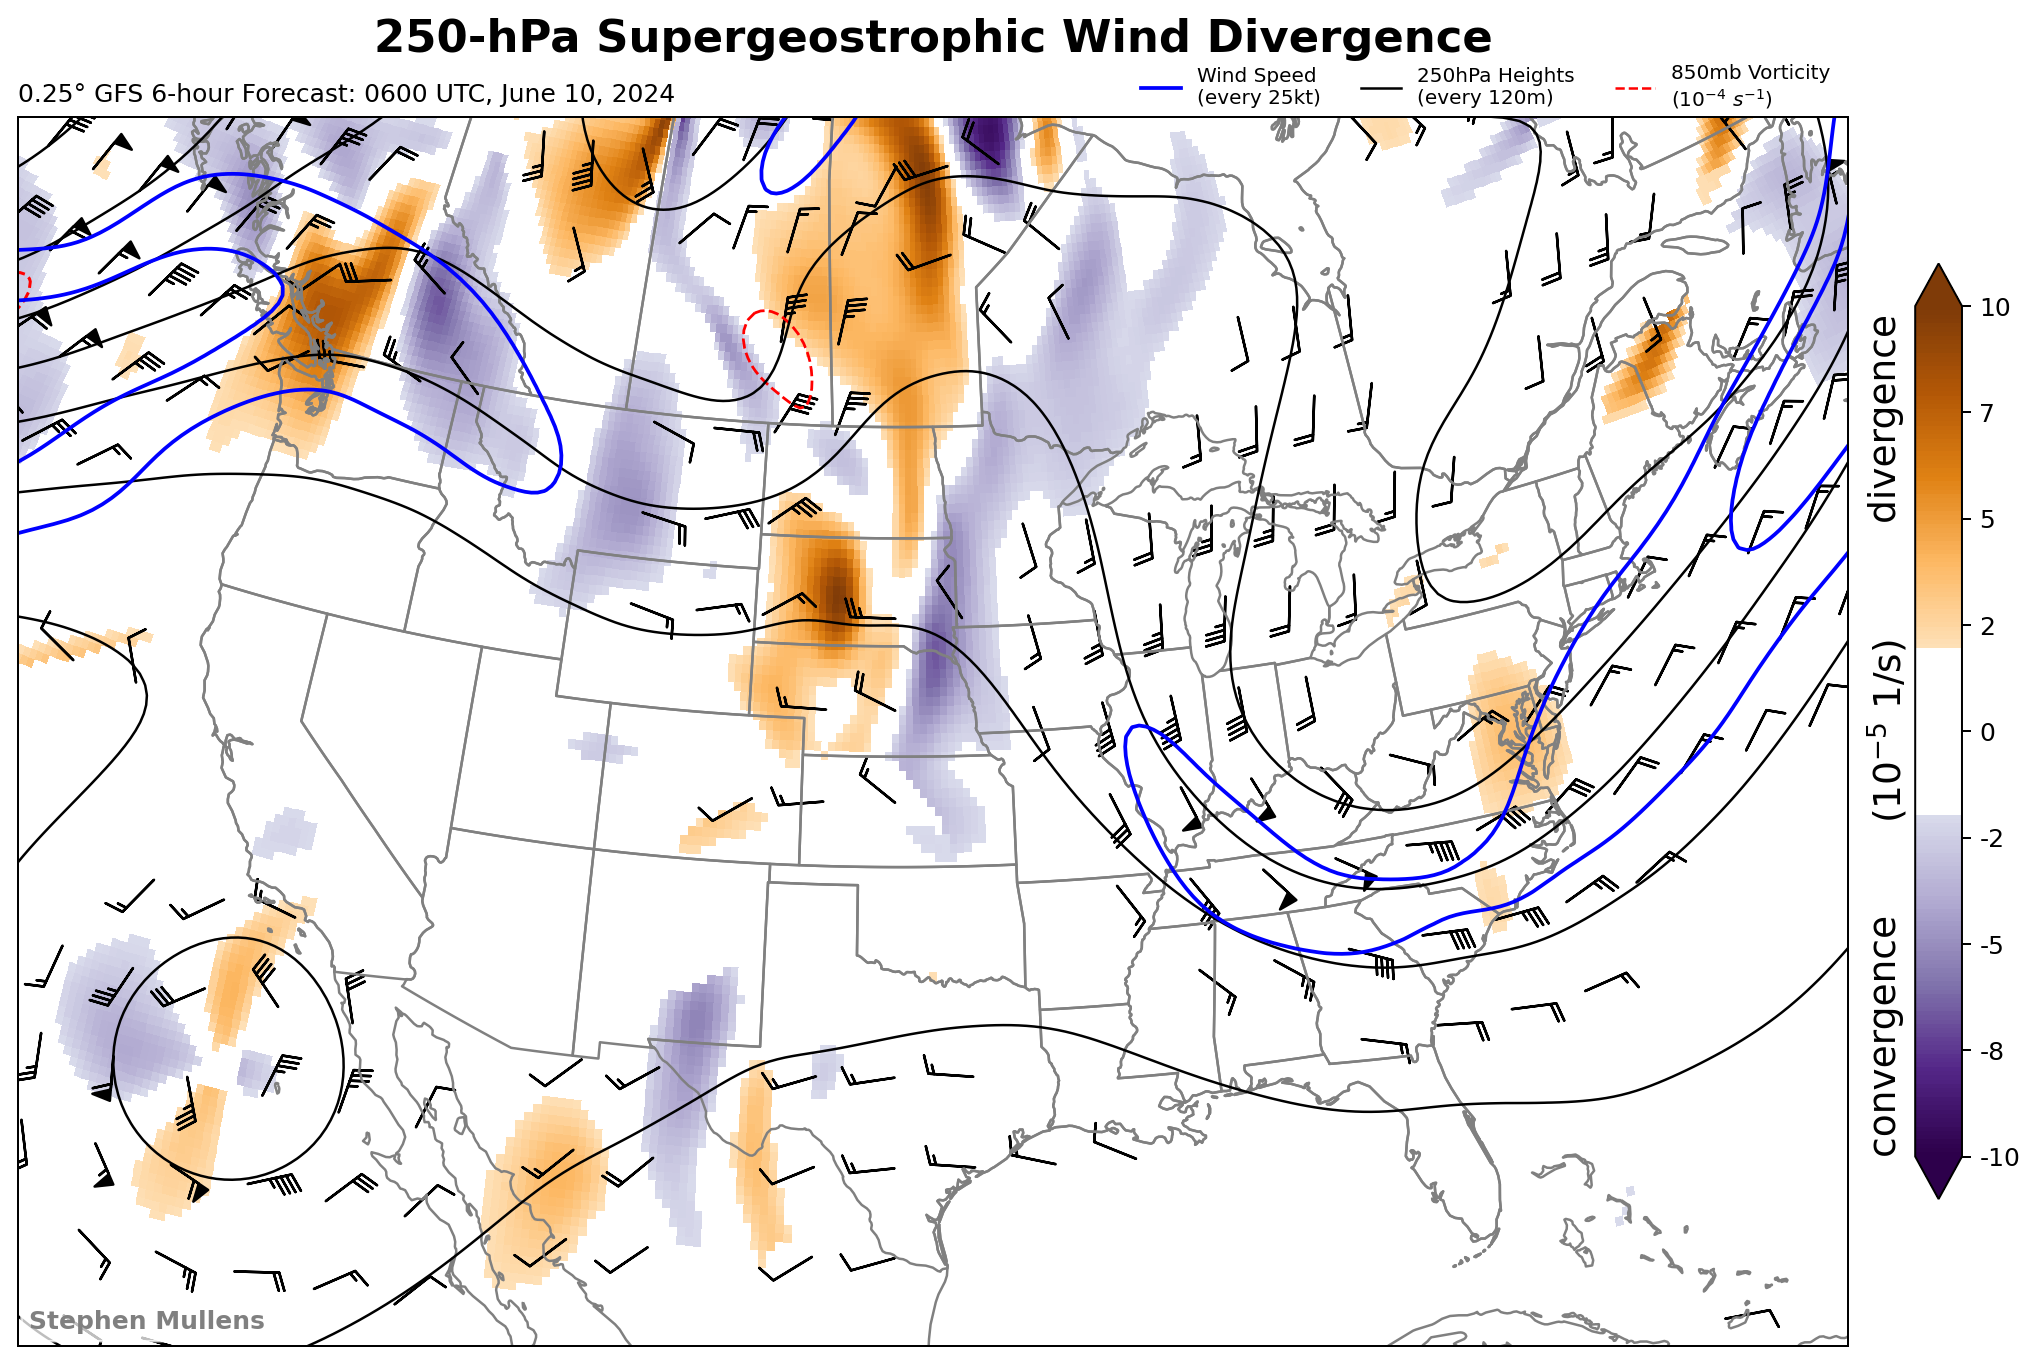 250-hPa Supergeostrophic Wind Divergence
0.25° GFS 6-hour Forecast: 0600 UTC, June 10, 2024
Wind Speed
(every 25kt)
250hPa Heights
(every 120m)
850mb Vorticity
(10⁻⁴ s⁻¹)
10
7
5
2
0
-2
-5
-8
-10
convergence (10⁻⁵ 1/s) divergence
Stephen Mullens